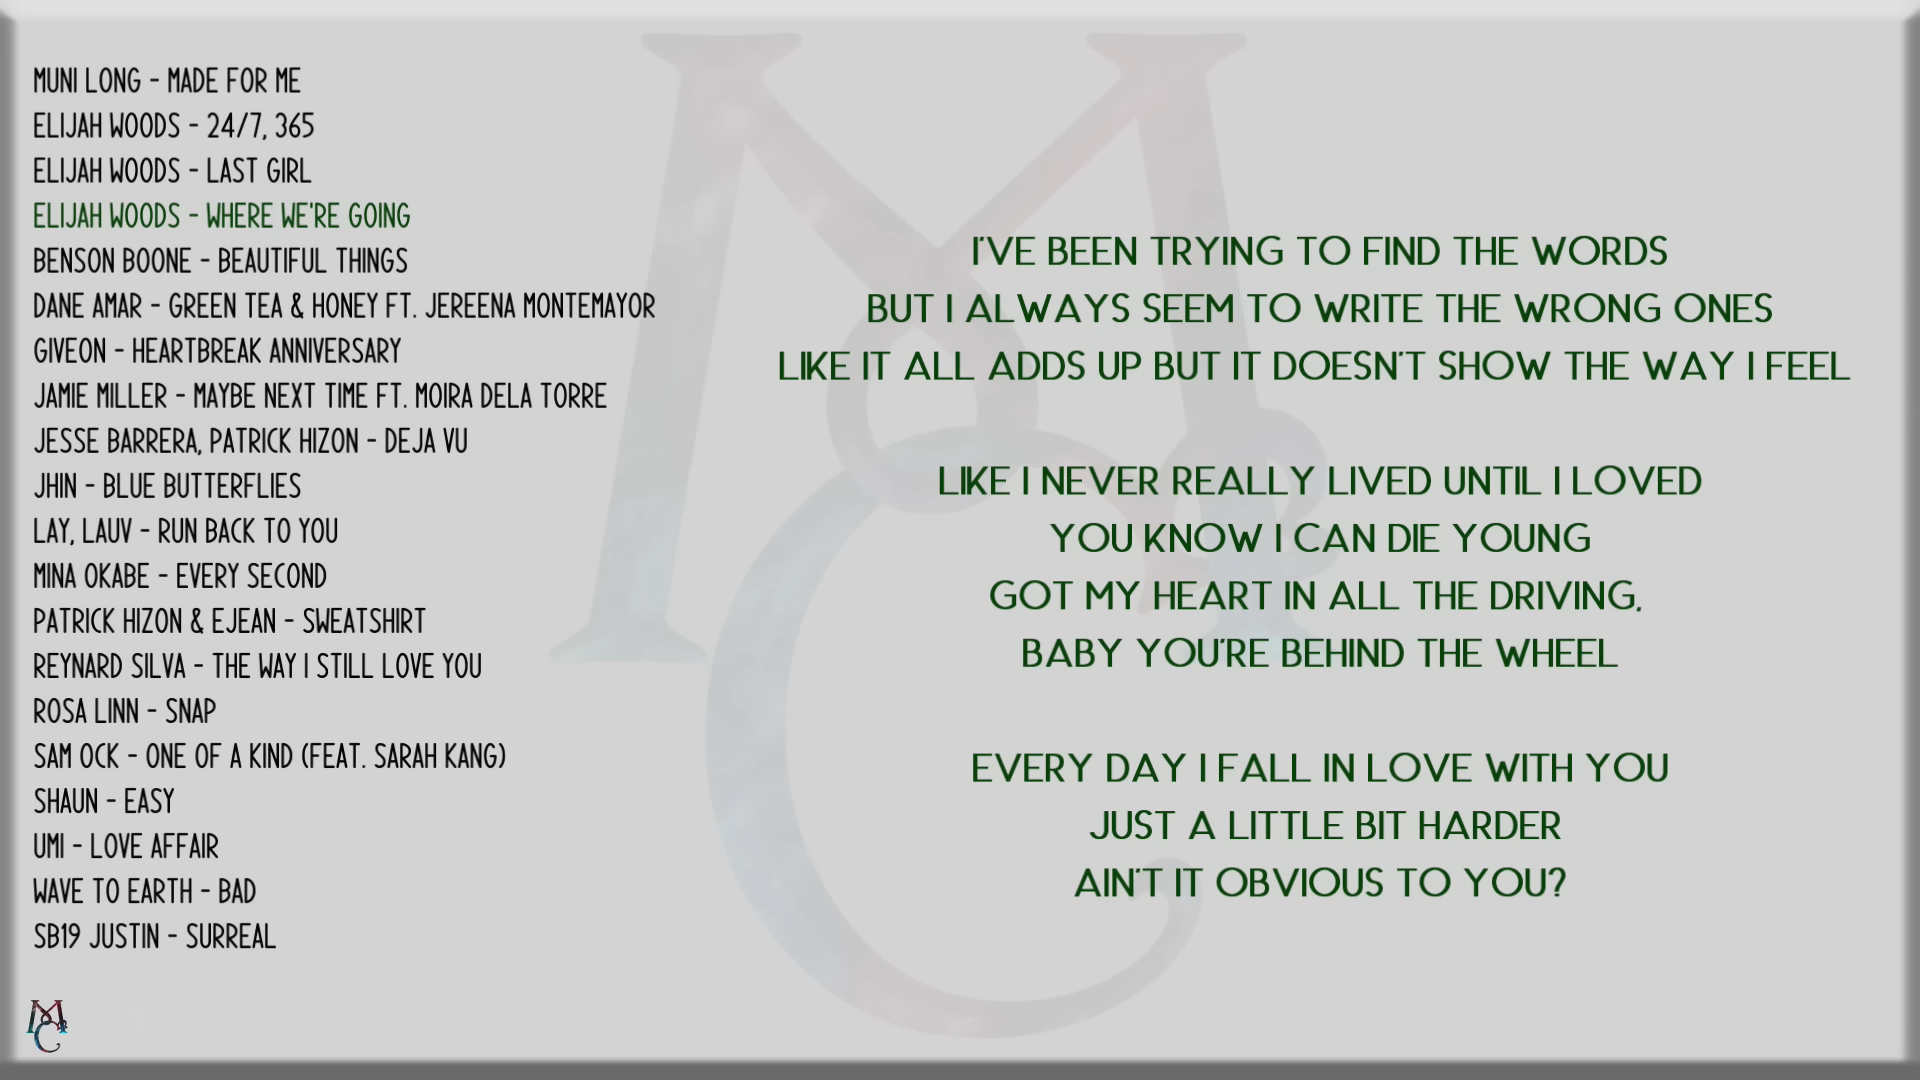 MUNI LONG - MADE FOR ME
ELIJAH WOODS - 24/7, 365
ELIJAH WOODS - LAST GIRL
ELIJAH WOODS - WHERE WE'RE GOING
BENSON BOONE - BEAUTIFUL THINGS
DANE AMAR - GREEN TEA & HONEY FT. JEREENA MONTEMAYOR
GIVEON - HEARTBREAK ANNIVERSARY
JAMIE MILLER - MAYBE NEXT TIME FT. MOIRA DELA TORRE
JESSE BARRERA, PATRICK HIZON - DEJA VU
JHIN - BLUE BUTTERFLIES
LAY, LAUV - RUN BACK TO YOU
MINA OKABE - EVERY SECOND
PATRICK HIZON & EJEAN - SWEATSHIRT
REYNARD SILVA - THE WAY I STILL LOVE YOU
ROSA LINN - SNAP
SAM OCK - ONE OF A KIND (FEAT. SARAH KANG)
SHAUN - EASY
UMI - LOVE AFFAIR
WAVE TO EARTH - BAD
SB19 JUSTIN - SURREAL
I'VE BEEN TRYING TO FIND THE WORDS
BUT I ALWAYS SEEM TO WRITE THE WRONG ONES
LIKE IT ALL ADDS UP BUT IT DOESN'T SHOW THE WAY I FEEL
LIKE I NEVER REALLY LIVED UNTIL I LOVED
YOU KNOW I CAN DIE YOUNG
GOT MY HEART IN ALL THE DRIVING,
BABY YOU'RE BEHIND THE WHEEL
EVERY DAY I FALL IN LOVE WITH YOU
JUST A LITTLE BIT HARDER
AIN'T IT OBVIOUS TO YOU?
MC